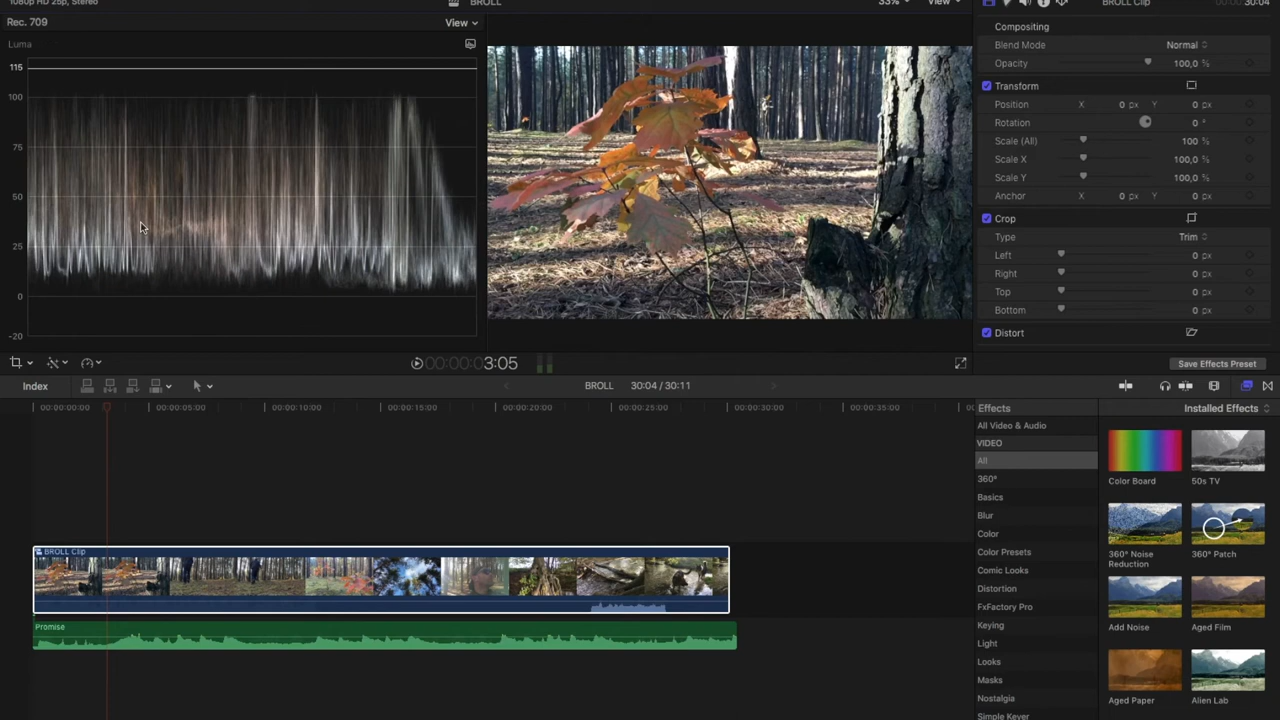 1080p HD 25p, Stereo
BROLL
33%
View
BROLL Clip
30:04
Rec. 709
View
Luma
115
100
75
50
25
0
-20
Compositing
Blend Mode
Normal
Opacity
100,0 %
Transform
Position
X
0 px
Y
0 px
Rotation
0 °
Scale (All)
100 %
Scale X
100,0 %
Scale Y
100,0 %
Anchor
X
0 px
Y
0 px
Crop
Type
Trim
Left
0 px
Right
0 px
Top
0 px
Bottom
0 px
Distort
00:00:00:03:05
Save Effects Preset
Index
BROLL
30:04 / 30:11
00:00:00:00
00:00:05:00
00:00:10:00
00:00:15:00
00:00:20:00
00:00:25:00
00:00:30:00
00:00:35:00
BROLL Clip
Promise
Effects
Installed Effects
All Video & Audio
VIDEO
All
360°
Basics
Blur
Color
Color Presets
Comic Looks
Distortion
FxFactory Pro
Keying
Light
Looks
Masks
Nostalgia
Simple Keyer
Color Board
50s TV
360° Noise
Reduction
360° Patch
Add Noise
Aged Film
Aged Paper
Alien Lab